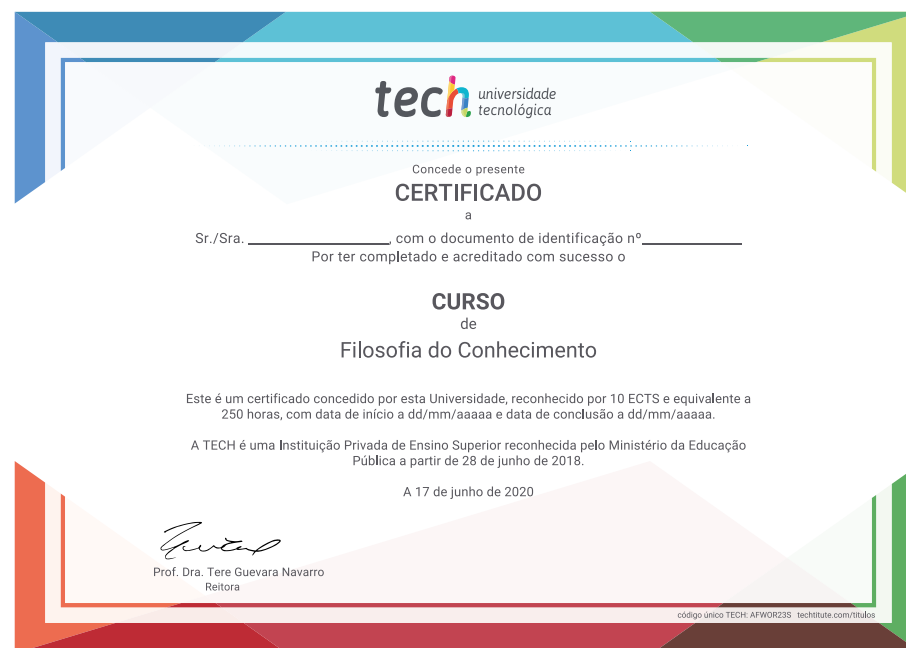 tech universidade
tecnológica
Concede o presente
CERTIFICADO
a
Sr./Sra. ________________, com o documento de identificação nº____________
Por ter completado e acreditado com sucesso o
CURSO
de
Filosofia do Conhecimento
Este é um certificado concedido por esta Universidade, reconhecido por 10 ECTS e equivalente a
250 horas, com data de início a dd/mm/aaaaa e data de conclusão a dd/mm/aaaaa.
A TECH é uma Instituição Privada de Ensino Superior reconhecida pelo Ministério da Educação
Pública a partir de 28 de junho de 2018.
A 17 de junho de 2020
Prof. Dra. Tere Guevara Navarro
Reitora
código único TECH: AFWOR23S techtitute.com/titulos